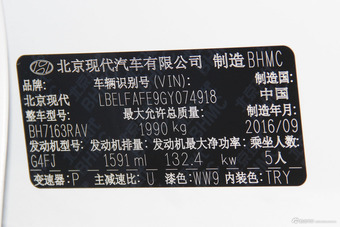 北京现代汽车有限公司 制造 BHMC
品牌: 车辆识别号(VIN): 制造国:
北京现代 LBELFAFE9GY074918 中国
整车型号: 最大允许总质量: 制造年月:
BH7163RAV 1990 kg 2016/09
发动机型号: 发动机排量: 发动机最大净功率: 乘坐人数:
G4FJ 1591 ml 132.4 kw 5人
变速器: P 主减速比: U 漆色: WW9 内装色: TRY